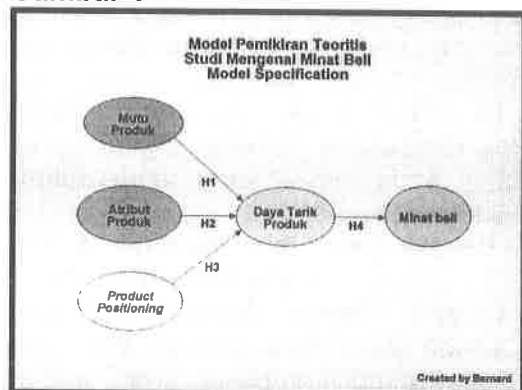 Model Pemikiran Teoritis
Studi Mengenai Minat Beli
Model Specification
Mutu
Produk
H1
Atribut
Produk
H2
Daya Tarik
Produk
H4
Minat beli
H3
Product
Positioning
Created by Bernard